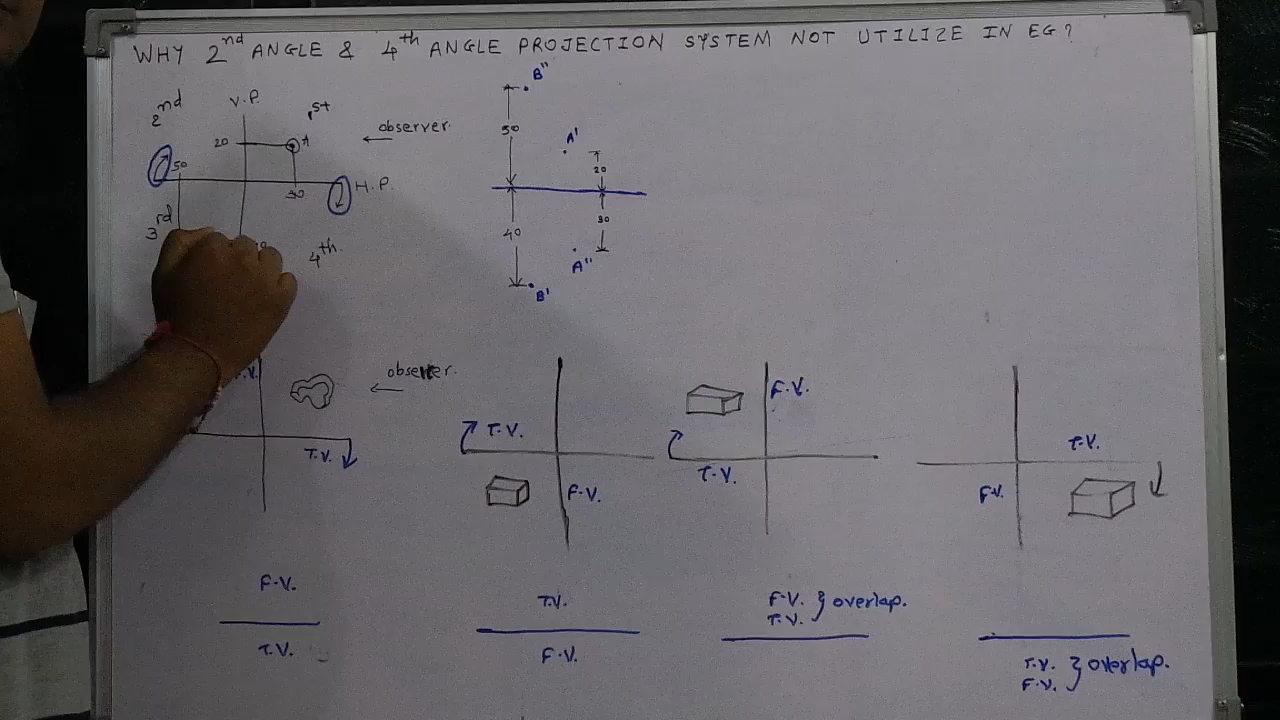 WHY 2nd ANGLE & 4th ANGLE PROJECTION SYSTEM NOT UTILIZE IN EG?
2nd
V.P.
1st
observer.
20
A
50
H.P.
30
3rd
4th.
B"
50
A'
20
30
40
A"
B'
observer.
T.V.
T.V.
F.V.
F.V.
T.V.
T.V.
F.V.
F.V.
T.V.
T.V.
F.V.
F.V. } overlap.
T.V.
T.V. } overlap.
F.V.